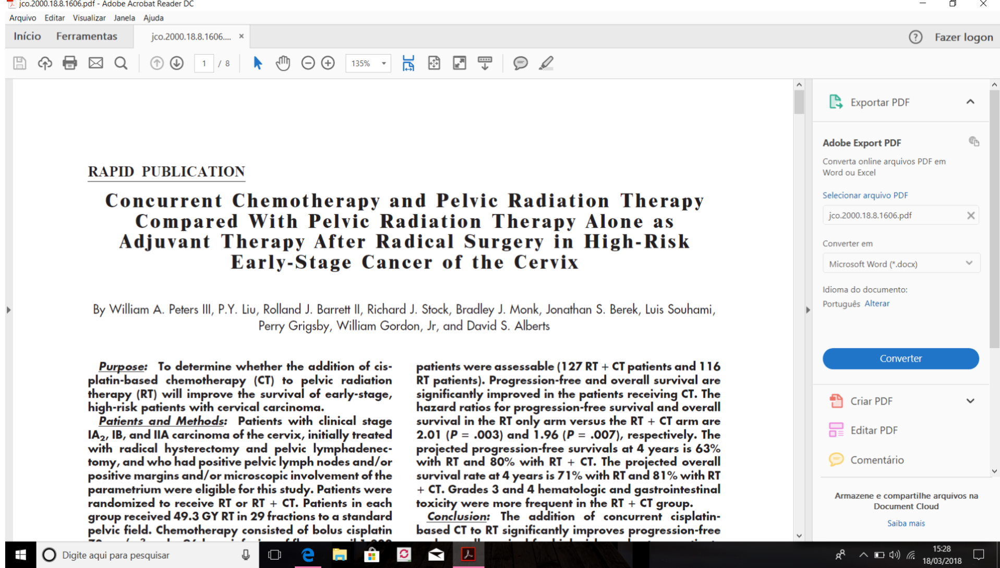 jco.2000.18.8.1606.pdf - Adobe Acrobat Reader DC
Arquivo Editar Visualizar Janela Ajuda
Início Ferramentas jco.2000.18.8.1606.... × Fazer logon
1 / 8 135%
RAPID PUBLICATION
Concurrent Chemotherapy and Pelvic Radiation Therapy
Compared With Pelvic Radiation Therapy Alone as
Adjuvant Therapy After Radical Surgery in High-Risk
Early-Stage Cancer of the Cervix
By William A. Peters III, P.Y. Liu, Rolland J. Barrett II, Richard J. Stock, Bradley J. Monk, Jonathan S. Berek, Luis Souhami,
Perry Grigsby, William Gordon, Jr, and David S. Alberts
Purpose: To determine whether the addition of cis-
platin-based chemotherapy (CT) to pelvic radiation
therapy (RT) will improve the survival of early-stage,
high-risk patients with cervical carcinoma.
Patients and Methods: Patients with clinical stage
IA2, IB, and IIA carcinoma of the cervix, initially treated
with radical hysterectomy and pelvic lymphadenec-
tomy, and who had positive pelvic lymph nodes and/or
positive margins and/or microscopic involvement of the
parametrium were eligible for this study. Patients were
randomized to receive RT or RT + CT. Patients in each
group received 49.3 GY RT in 29 fractions to a standard
pelvic field. Chemotherapy consisted of bolus cisplatin
patients were assessable (127 RT + CT patients and 116
RT patients). Progression-free and overall survival are
significantly improved in the patients receiving CT. The
hazard ratios for progression-free survival and overall
survival in the RT only arm versus the RT + CT arm are
2.01 (P = .003) and 1.96 (P = .007), respectively. The
projected progression-free survivals at 4 years is 63%
with RT and 80% with RT + CT. The projected overall
survival rate at 4 years is 71% with RT and 81% with RT
+ CT. Grades 3 and 4 hematologic and gastrointestinal
toxicity were more frequent in the RT + CT group.
Conclusion: The addition of concurrent cisplatin-
based CT to RT significantly improves progression-free
Exportar PDF
Adobe Export PDF
Converta online arquivos PDF em
Word ou Excel
Selecionar arquivo PDF
jco.2000.18.8.1606.pdf
Converter em
Microsoft Word (*.docx)
Idioma do documento:
Português Alterar
Converter
Criar PDF
Editar PDF
Comentário
Armazene e compartilhe arquivos na
Document Cloud
Saiba mais
Digite aqui para pesquisar
15:28
18/03/2018